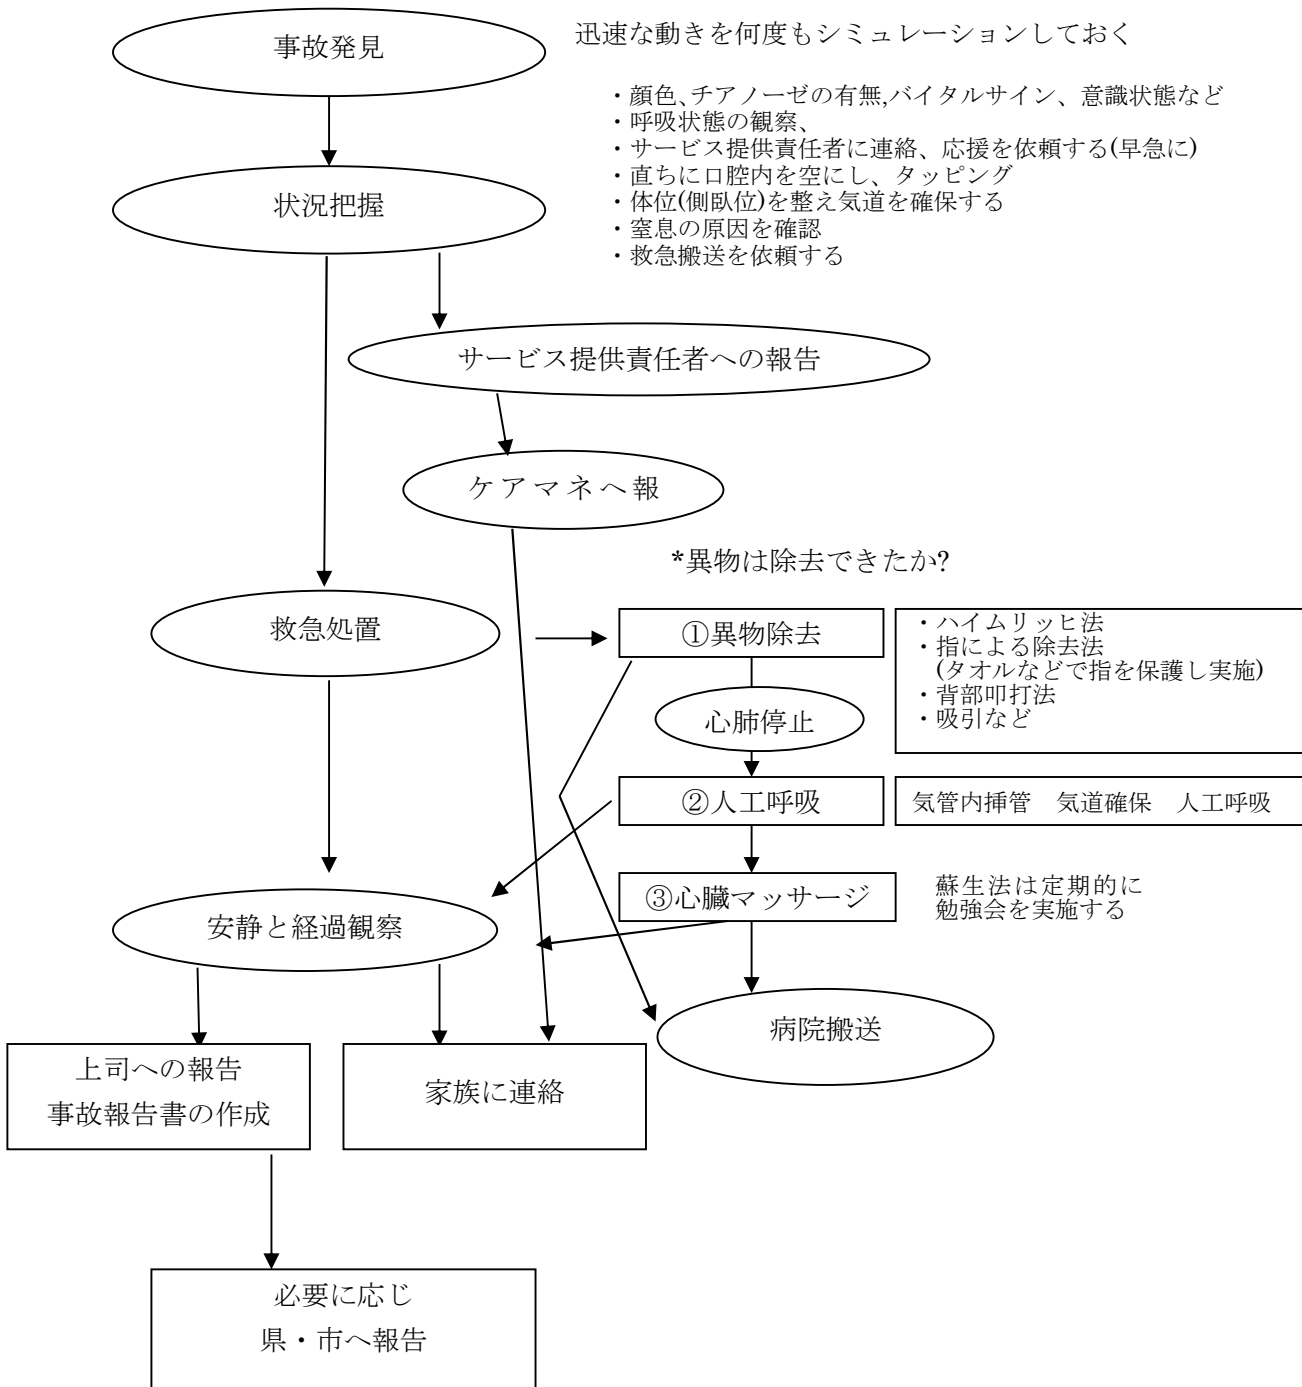 事故発見
迅速な動きを何度もシミュレーションしておく
・顔色、チアノーゼの有無,バイタルサイン、意識状態など
・呼吸状態の観察、
・サービス提供責任者に連絡、応援を依頼する(早急に)
・直ちに口腔内を空にし、タッピング
・体位(側臥位)を整え気道を確保する
・窒息の原因を確認
・救急搬送を依頼する
状況把握
サービス提供責任者への報告
ケアマネへ報
*異物は除去できたか?
救急処置
①異物除去
・ハイムリッヒ法
・指による除去法
(タオルなどで指を保護し実施)
・背部叩打法
・吸引など
心肺停止
②人工呼吸
気管内挿管 気道確保 人工呼吸
③心臓マッサージ
蘇生法は定期的に
勉強会を実施する
安静と経過観察
病院搬送
上司への報告
事故報告書の作成
家族に連絡
必要に応じ
県・市へ報告